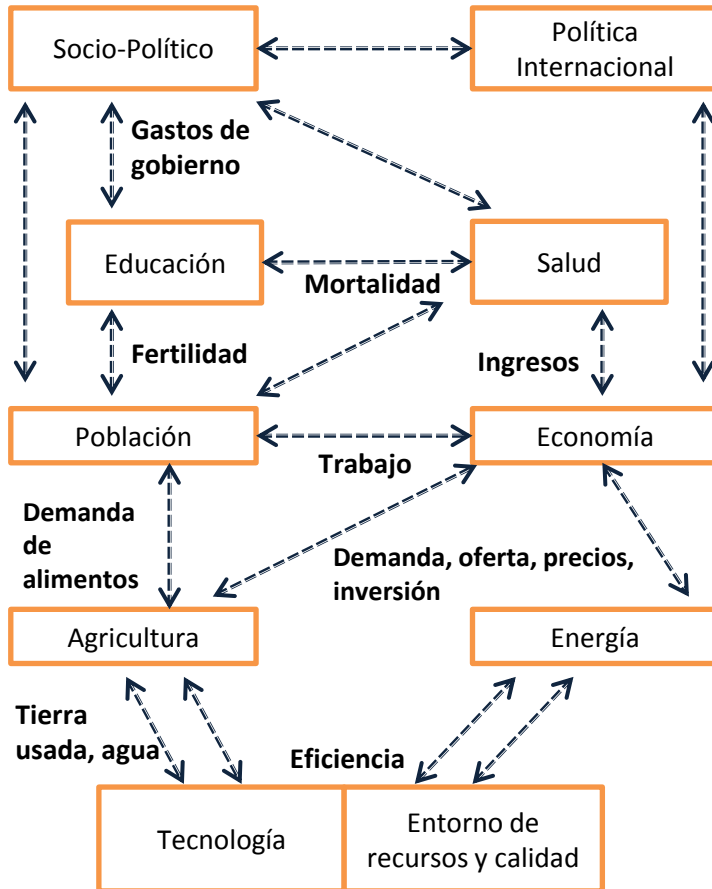 Socio-Político
Política
Internacional
Gastos de
gobierno
Educación
Salud
Mortalidad
Fertilidad
Ingresos
Población
Economía
Trabajo
Demanda
de
alimentos
Demanda, oferta, precios,
inversión
Agricultura
Energía
Tierra
usada, agua
Eficiencia
Tecnología
Entorno de
recursos y calidad